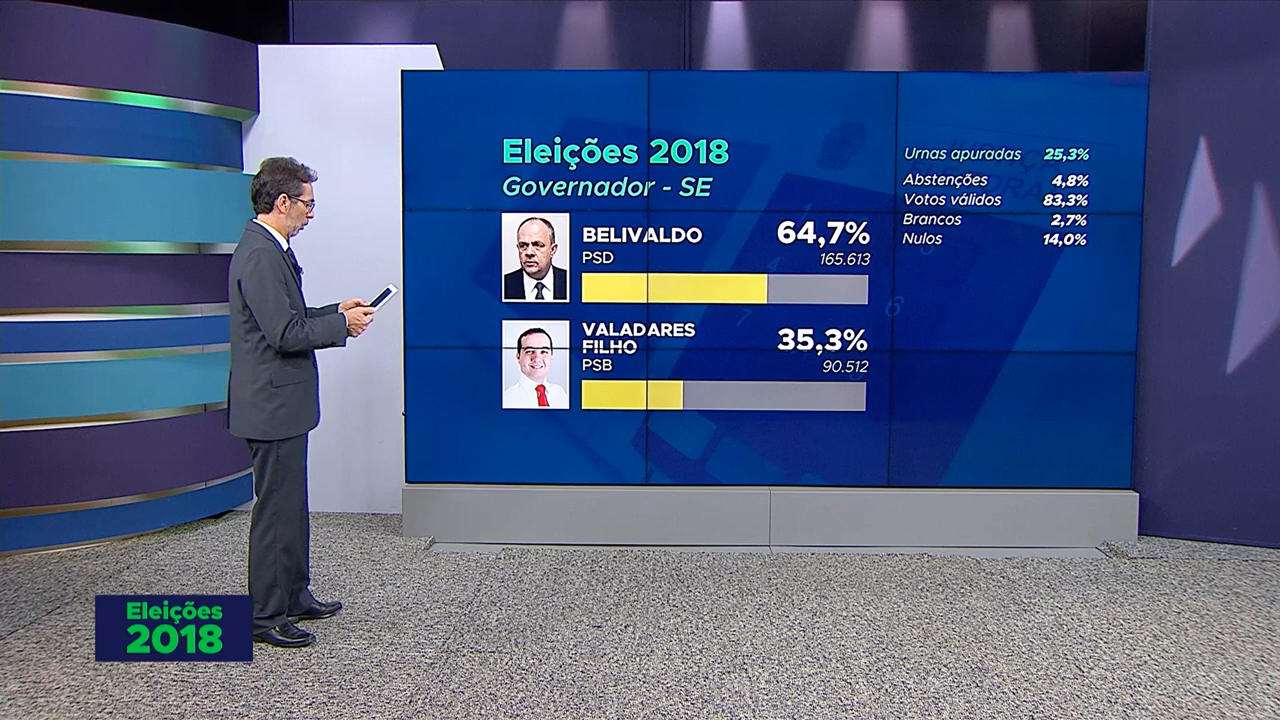 Eleições 2018
Governador - SE
BELIVALDO 64,7%
PSD 165.613
VALADARES
FILHO 35,3%
PSB 90.512
Urnas apuradas 25,3%
Abstenções 4,8%
Votos válidos 83,3%
Brancos 2,7%
Nulos 14,0%
Eleições
2018